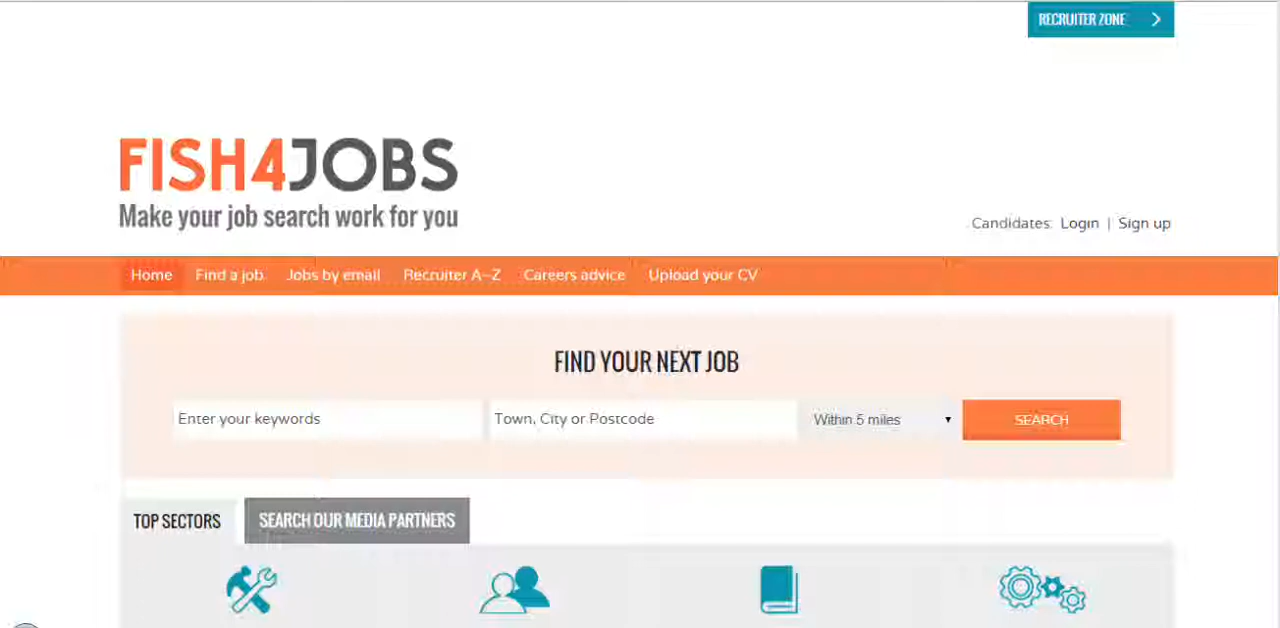 RECRUITER ZONE
FISH4JOBS
Make your job search work for you
Candidates: Login | Sign up
Home Find a job Jobs by email Recruiter A-Z Careers advice Upload your CV
FIND YOUR NEXT JOB
Enter your keywords Town, City or Postcode Within 5 miles SEARCH
TOP SECTORS SEARCH OUR MEDIA PARTNERS